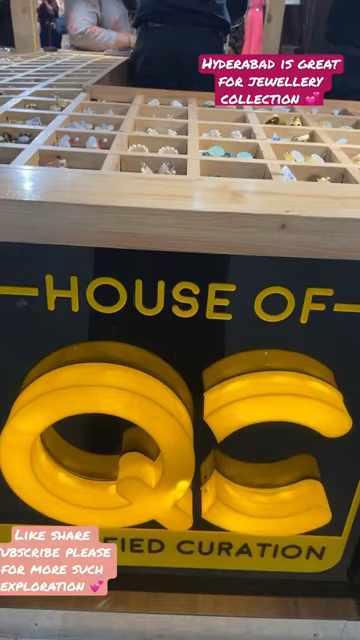 Hyderabad is great
for jewellery
collection 💕
HOUSE OF
QC
FIED CURATION
Like share
ubscribe please
for more such
exploration 💕